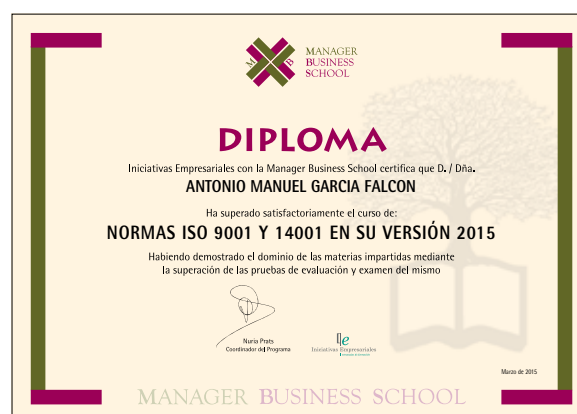 M B
MANAGER
BUSINESS
SCHOOL
DIPLOMA
Iniciativas Empresariales con la Manager Business School certifica que D. / Dña.
ANTONIO MANUEL GARCIA FALCON
Ha superado satisfactoriamente el curso de:
NORMAS ISO 9001 Y 14001 EN SU VERSIÓN 2015
Habiendo demostrado el dominio de las materias impartidas mediante
la superación de las pruebas de evaluación y examen del mismo
Nuria Prats
Coordinador del Programa
Iniciativas Empresariales
Marzo de 2015
MANAGER BUSINESS SCHOOL